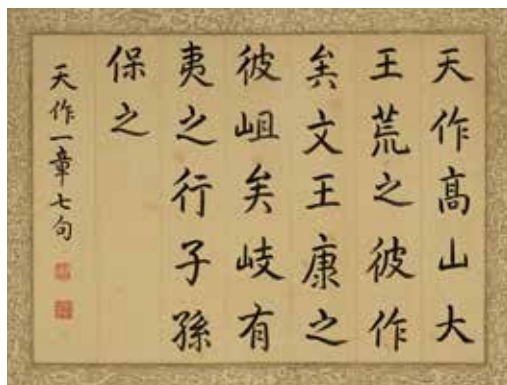 天作高山大
王荒之彼作
矣文王康之
彼岨矣岐有
夷之行子孫
保之
天作一章七句